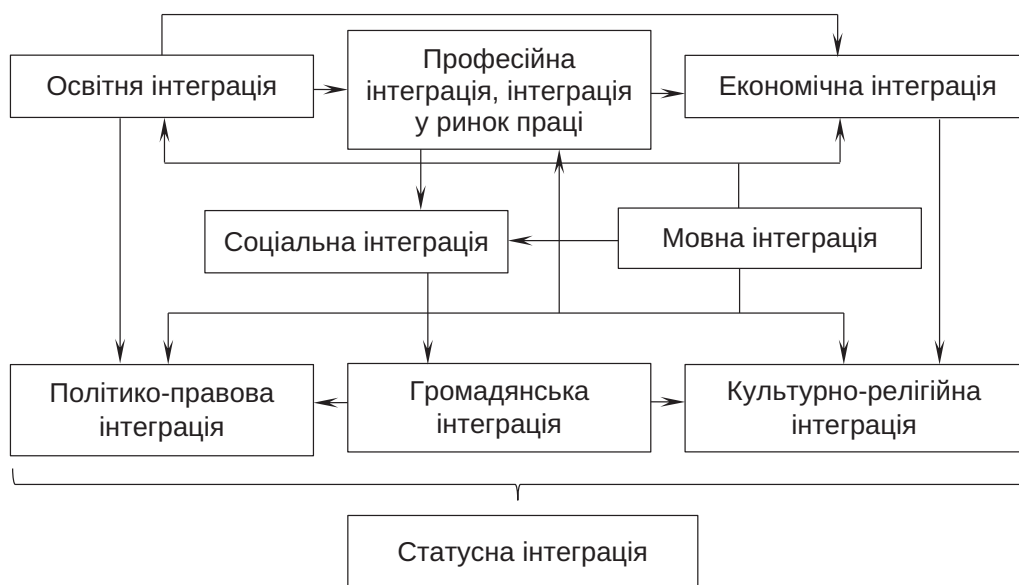 Освітня інтеграція
Професійна
інтеграція, інтеграція
у ринок праці
Економічна інтеграція
Соціальна інтеграція
Мовна інтеграція
Політико-правова
інтеграція
Громадянська
інтеграція
Культурно-релігійна
інтеграція
Статусна інтеграція